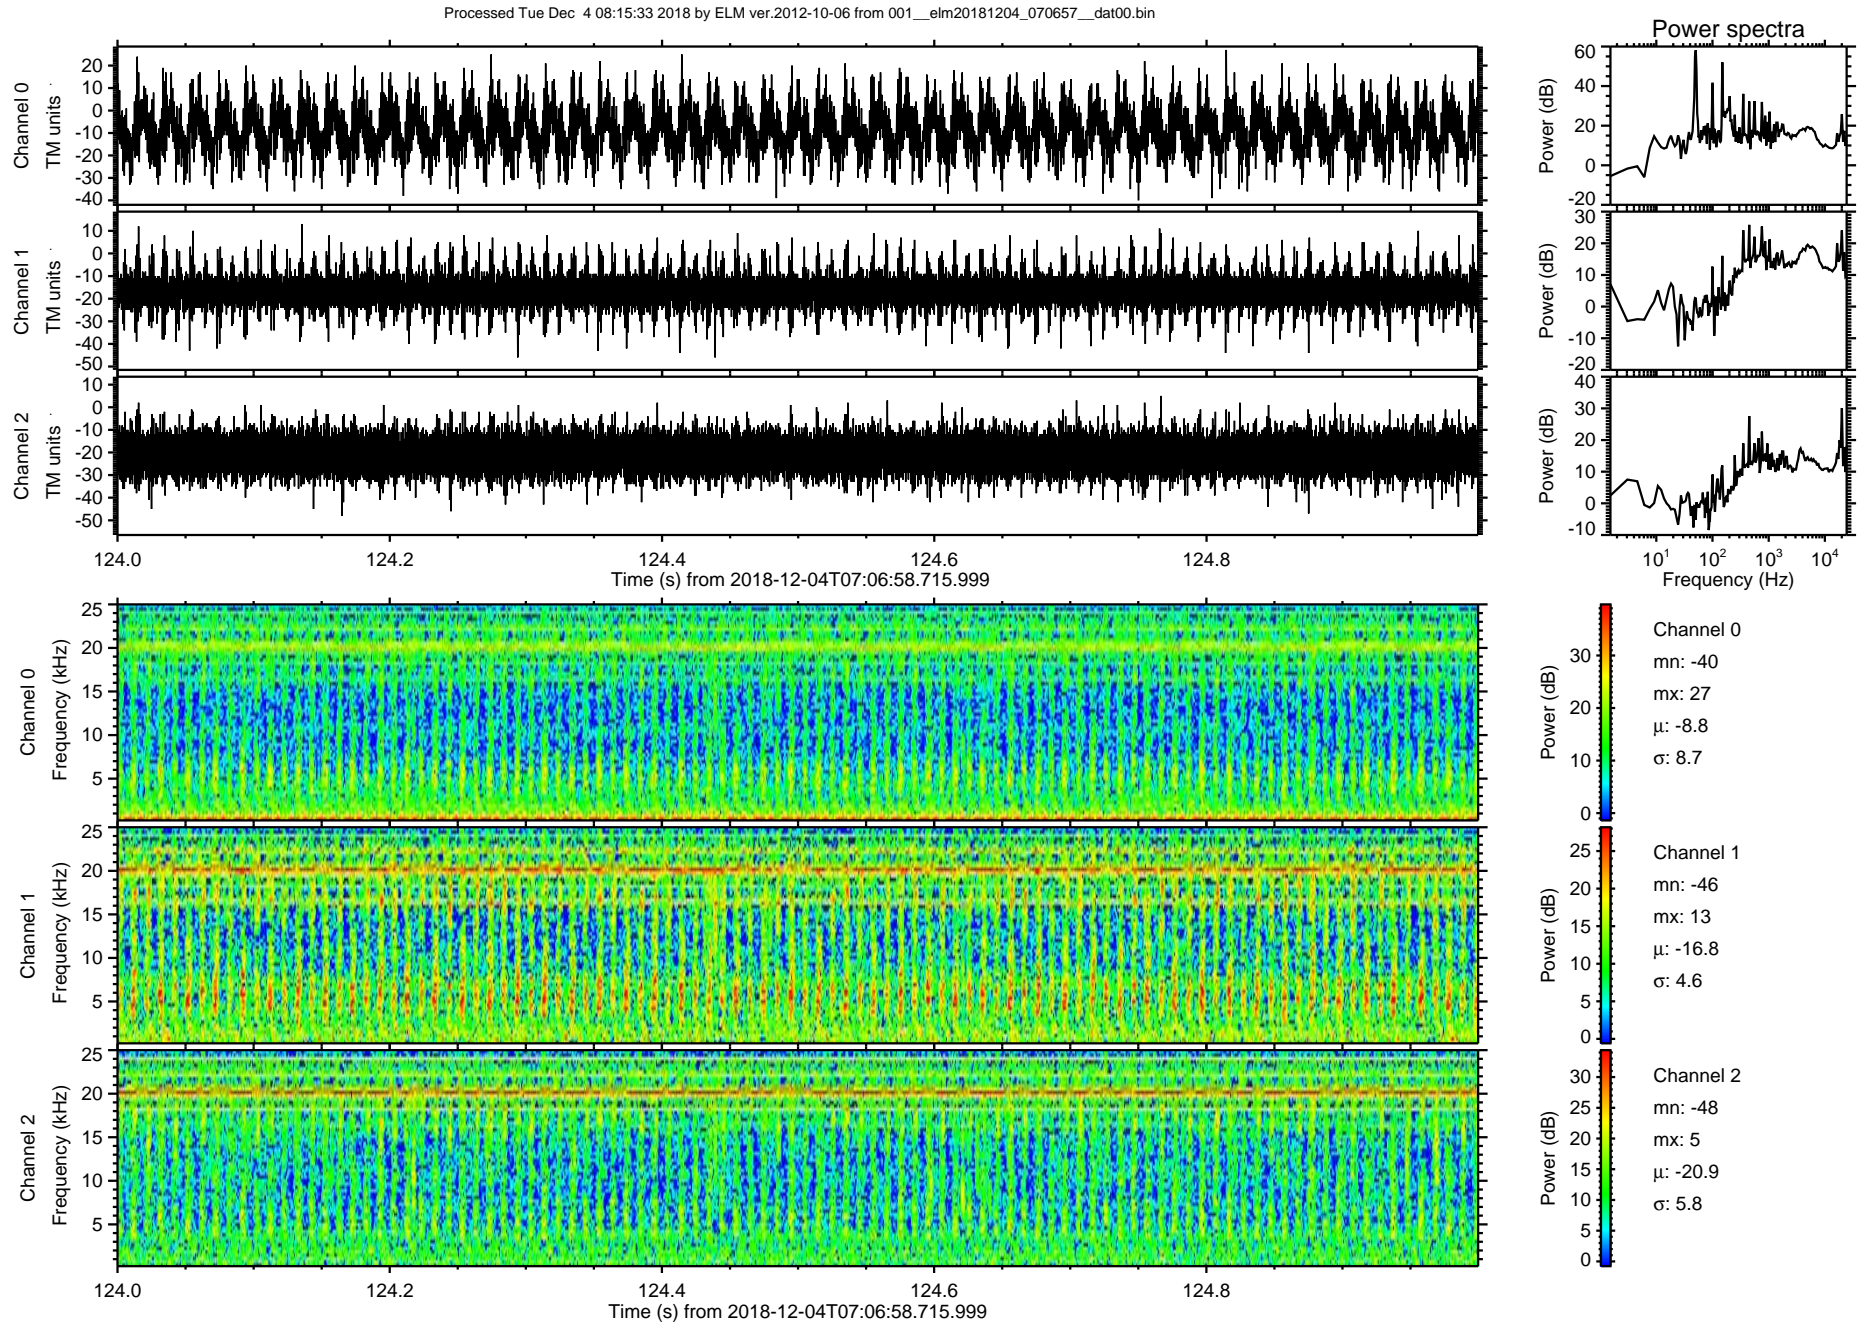 Processed Tue Dec  4 08:15:33 2018 by ELM ver.2012-10-06 from 001__elm20181204_070657__dat00.bin
Power spectra
Channel 0
TM units
20
10
0
-10
-20
-30
-40
Power (dB)
60
40
20
0
-20
Channel 1
TM units
10
0
-10
-20
-30
-40
-50
Power (dB)
30
20
10
0
-10
-20
Channel 2
TM units
10
0
-10
-20
-30
-40
-50
Power (dB)
40
30
20
10
0
-10
124.0 124.2 124.4 124.6 124.8
Time (s) from 2018-12-04T07:06:58.715.999
10¹ 10² 10³ 10⁴
Frequency (Hz)
Channel 0
Frequency (kHz)
25
20
15
10
5
Power (dB)
30
20
10
0
Channel 0
mn: -40
mx: 27
μ: -8.8
σ: 8.7
Channel 1
Frequency (kHz)
25
20
15
10
5
Power (dB)
25
20
15
10
5
0
Channel 1
mn: -46
mx: 13
μ: -16.8
σ: 4.6
Channel 2
Frequency (kHz)
25
20
15
10
5
Power (dB)
30
25
20
15
10
5
0
Channel 2
mn: -48
mx: 5
μ: -20.9
σ: 5.8
124.0 124.2 124.4 124.6 124.8
Time (s) from 2018-12-04T07:06:58.715.999